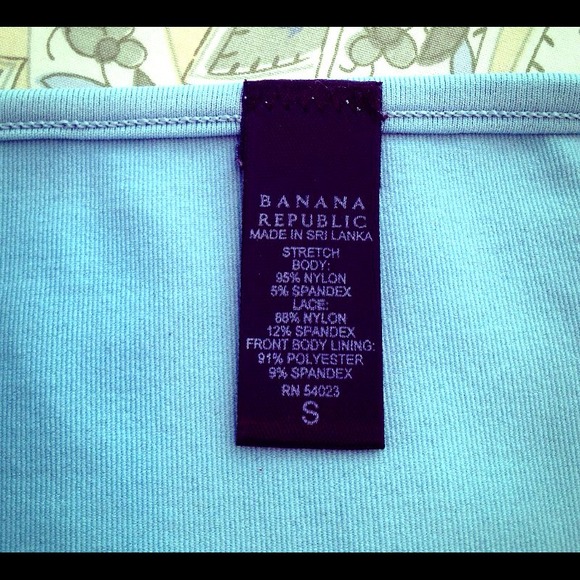 BANANA
REPUBLIC
MADE IN SRI LANKA
STRETCH
BODY:
95% NYLON
5% SPANDEX
LACE:
88% NYLON
12% SPANDEX
FRONT BODY LINING:
91% POLYESTER
9% SPANDEX
RN 54023
S